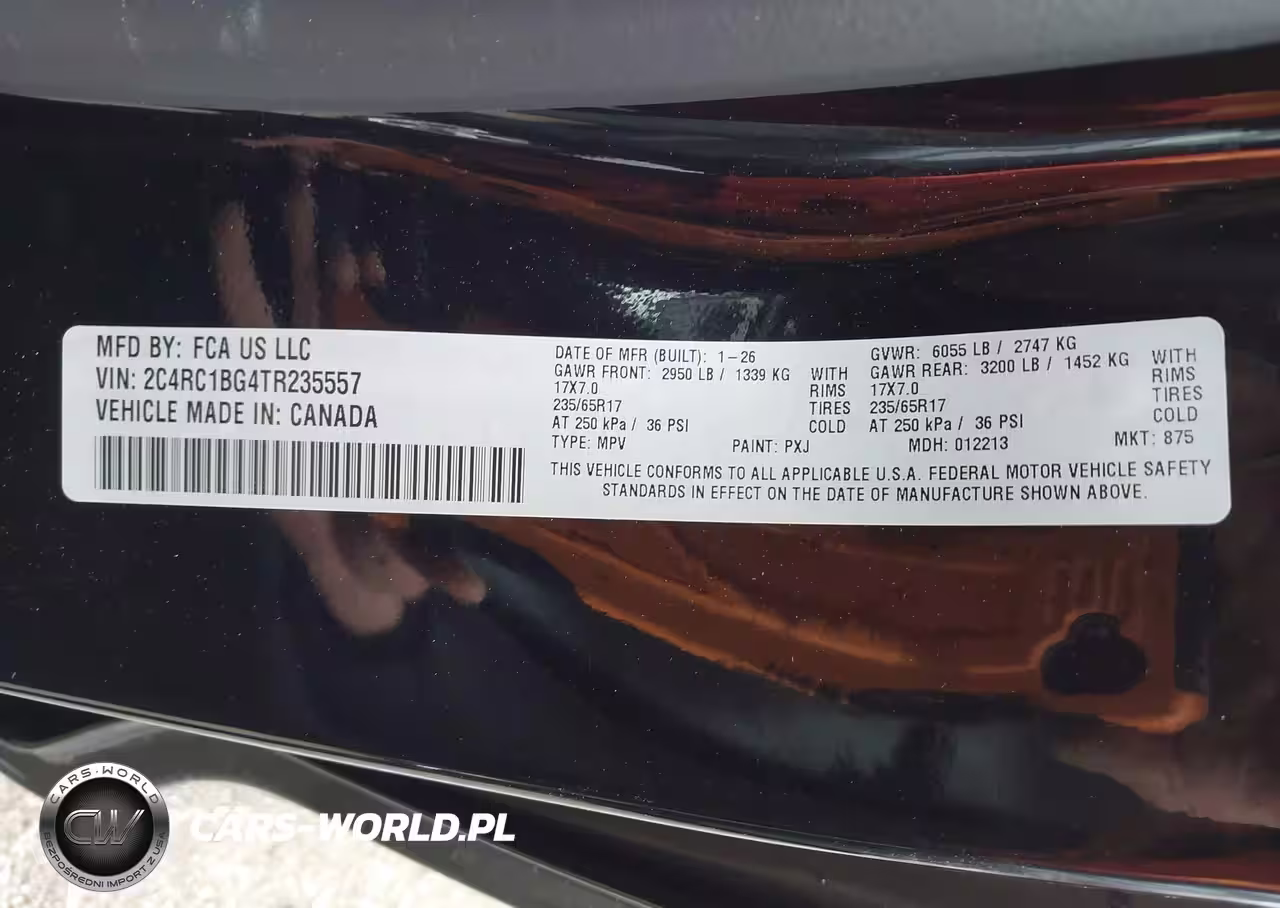 MFD BY: FCA US LLC
VIN: 2C4RC1BG4TR235557
VEHICLE MADE IN: CANADA
DATE OF MFR (BUILT): 1-26
GAWR FRONT: 2950 LB / 1339 KG WITH
17X7.0 RIMS
235/65R17 TIRES
AT 250 kPa / 36 PSI COLD
TYPE: MPV PAINT: PXJ
GVWR: 6055 LB / 2747 KG
GAWR REAR: 3200 LB / 1452 KG WITH
17X7.0 RIMS
235/65R17 TIRES
AT 250 kPa / 36 PSI COLD
MDH: 012213 MKT: 875
THIS VEHICLE CONFORMS TO ALL APPLICABLE U.S.A. FEDERAL MOTOR VEHICLE SAFETY
STANDARDS IN EFFECT ON THE DATE OF MANUFACTURE SHOWN ABOVE.
CARS-WORLD
CW
BEZPOŚREDNI IMPORT Z USA
CARS-WORLD.PL